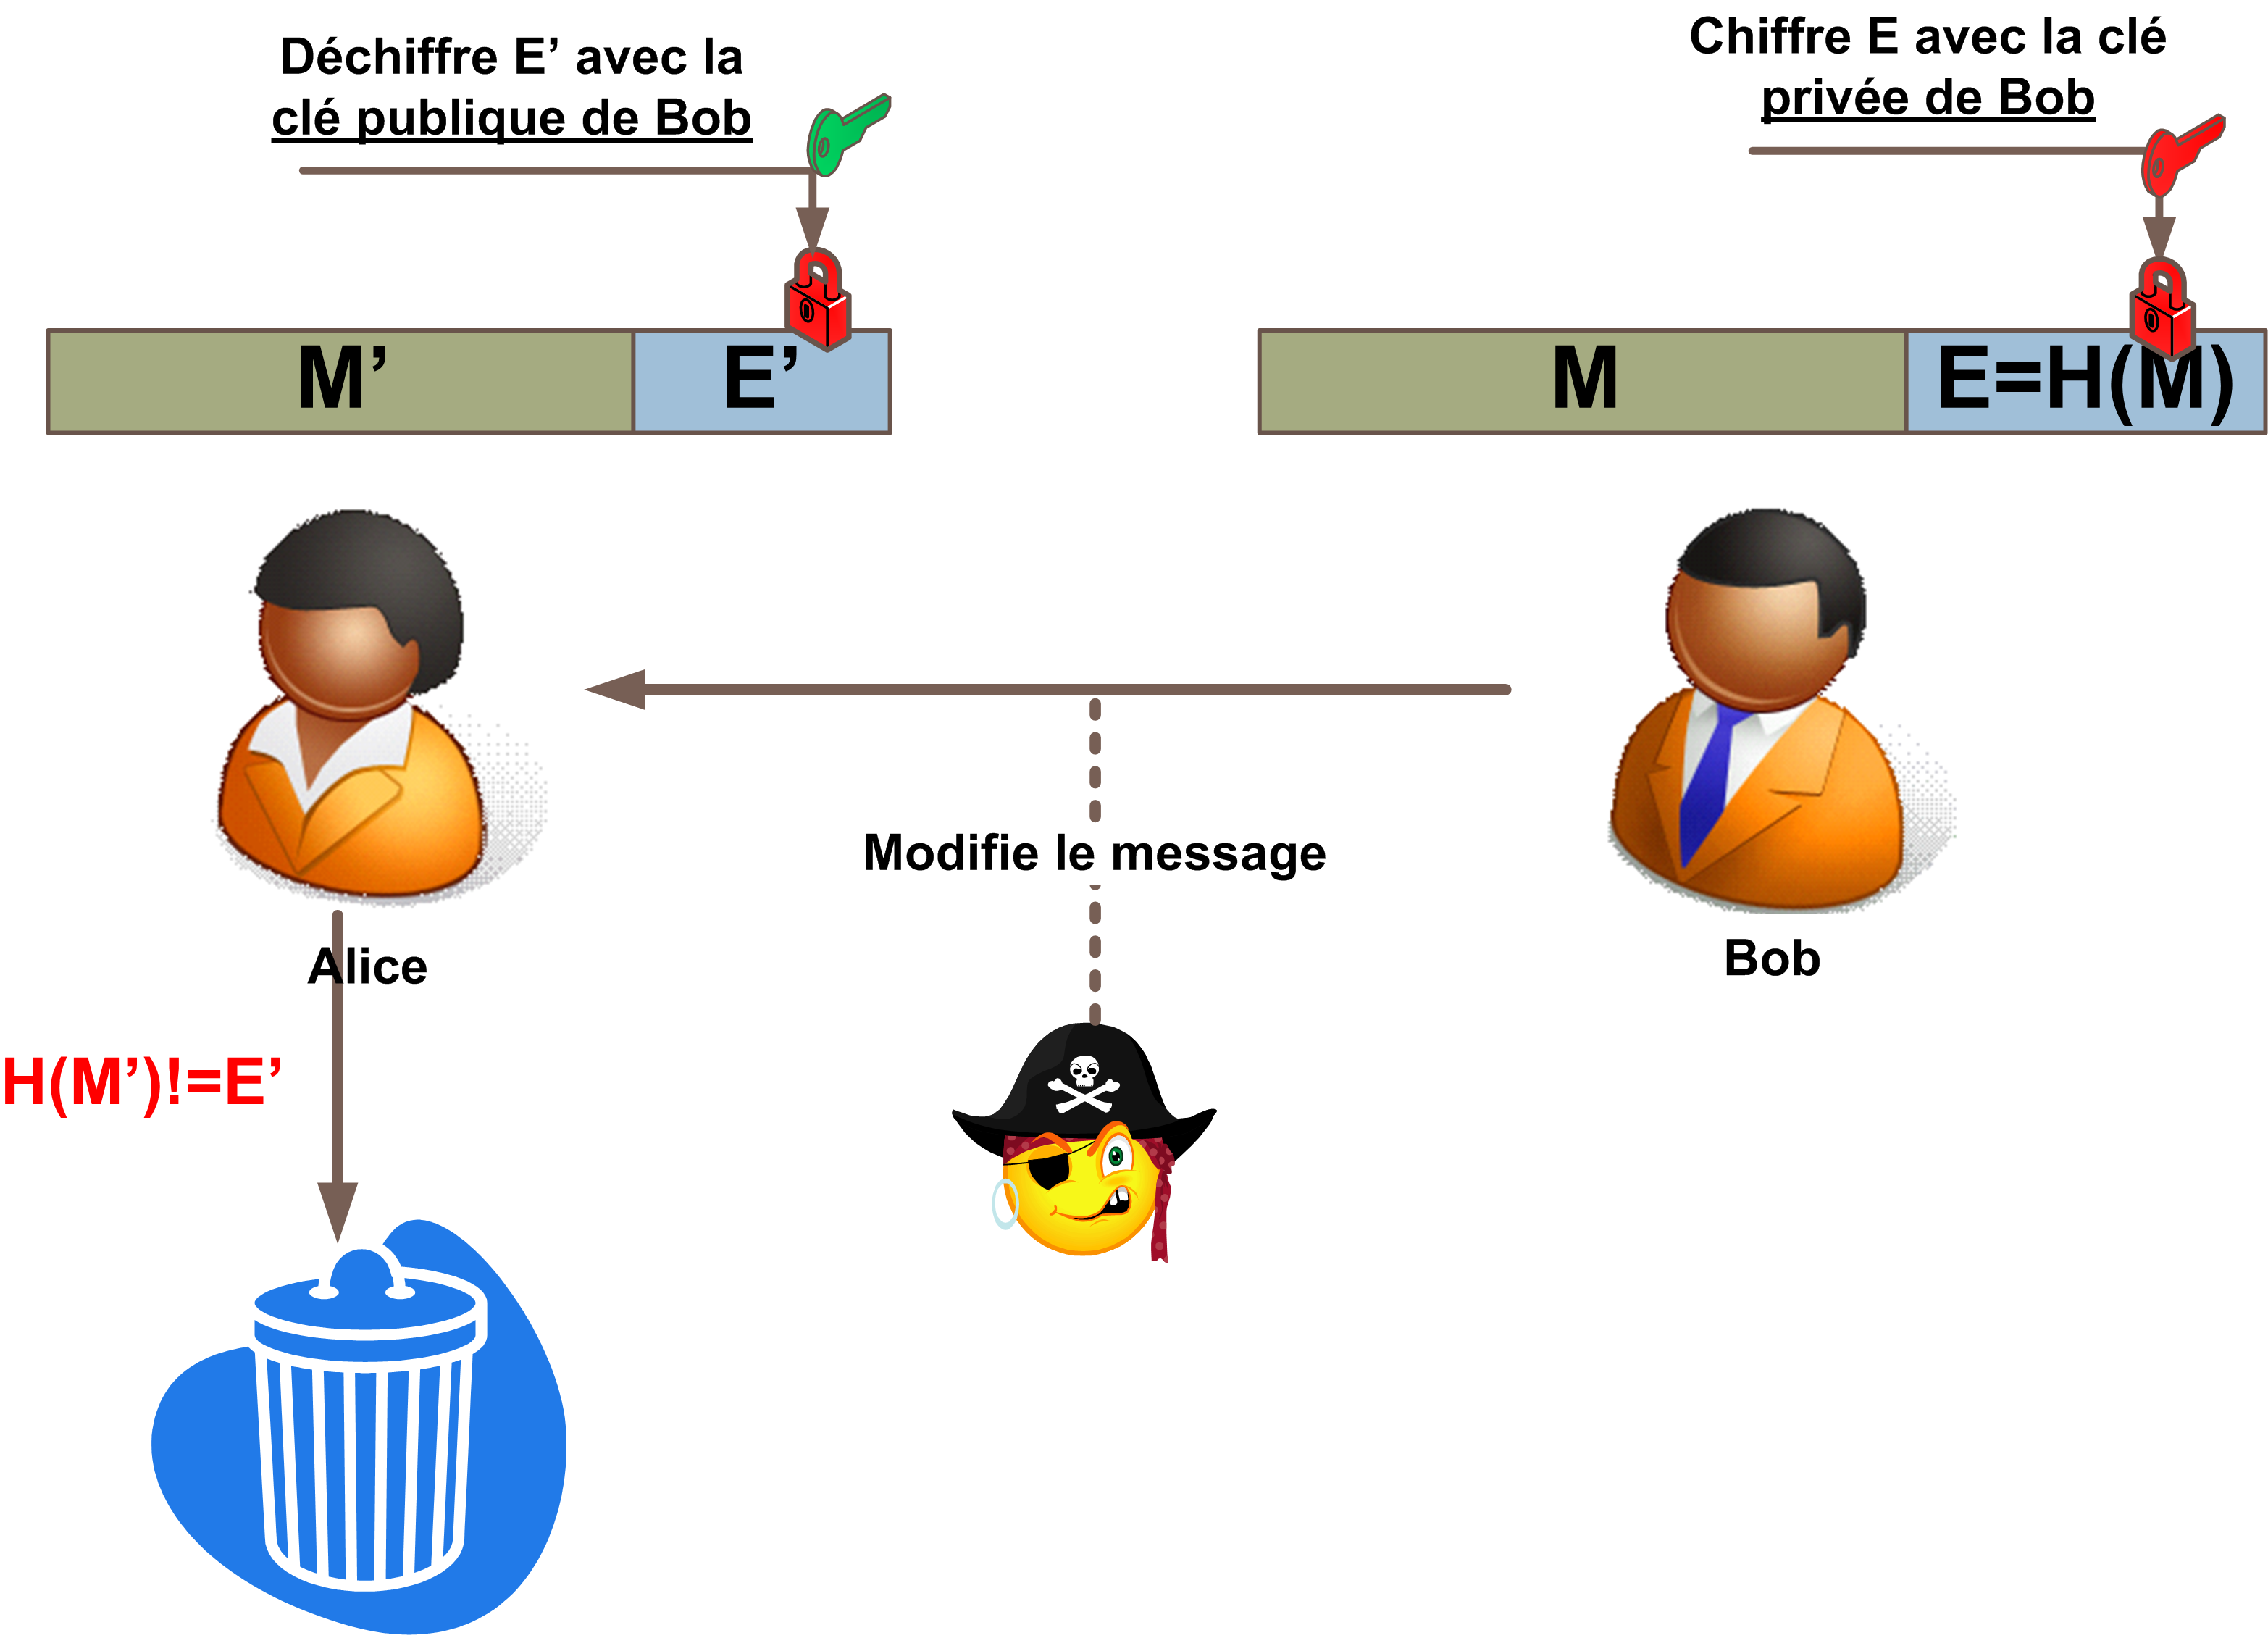 Déchiffre E’ avec la
clé publique de Bob
Chiffre E avec la clé
privée de Bob
M’
E’
M
E=H(M)
Modifie le message
Alice
Bob
H(M’)!=E’